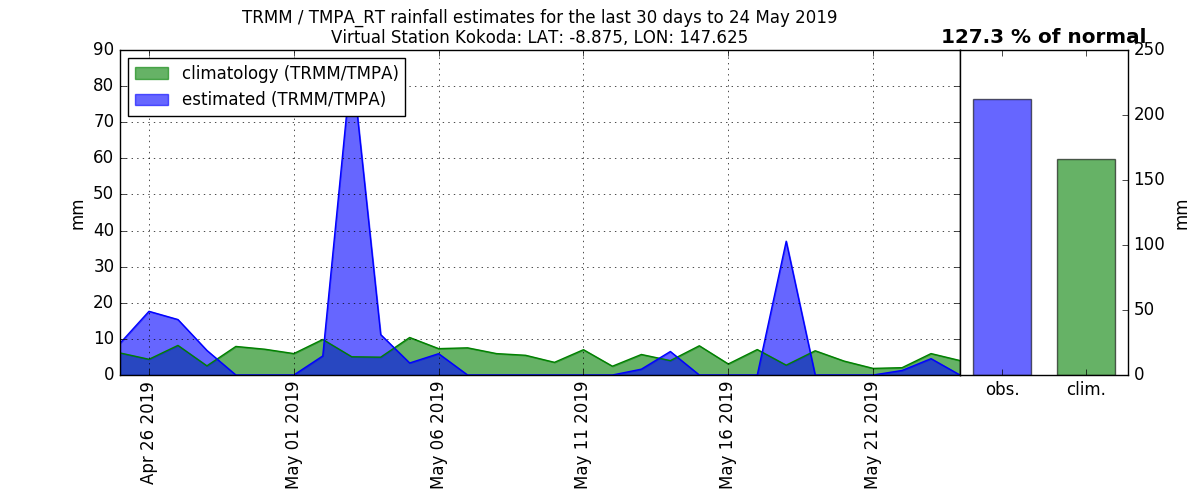 TRMM / TMPA_RT rainfall estimates for the last 30 days to 24 May 2019
Virtual Station Kokoda: LAT: -8.875, LON: 147.625
127.3 % of normal
climatology (TRMM/TMPA)
estimated (TRMM/TMPA)
mm
90
80
70
60
50
40
30
20
10
0
Apr 26 2019
May 01 2019
May 06 2019
May 11 2019
May 16 2019
May 21 2019
obs.
clim.
250
200
150
100
50
0
mm